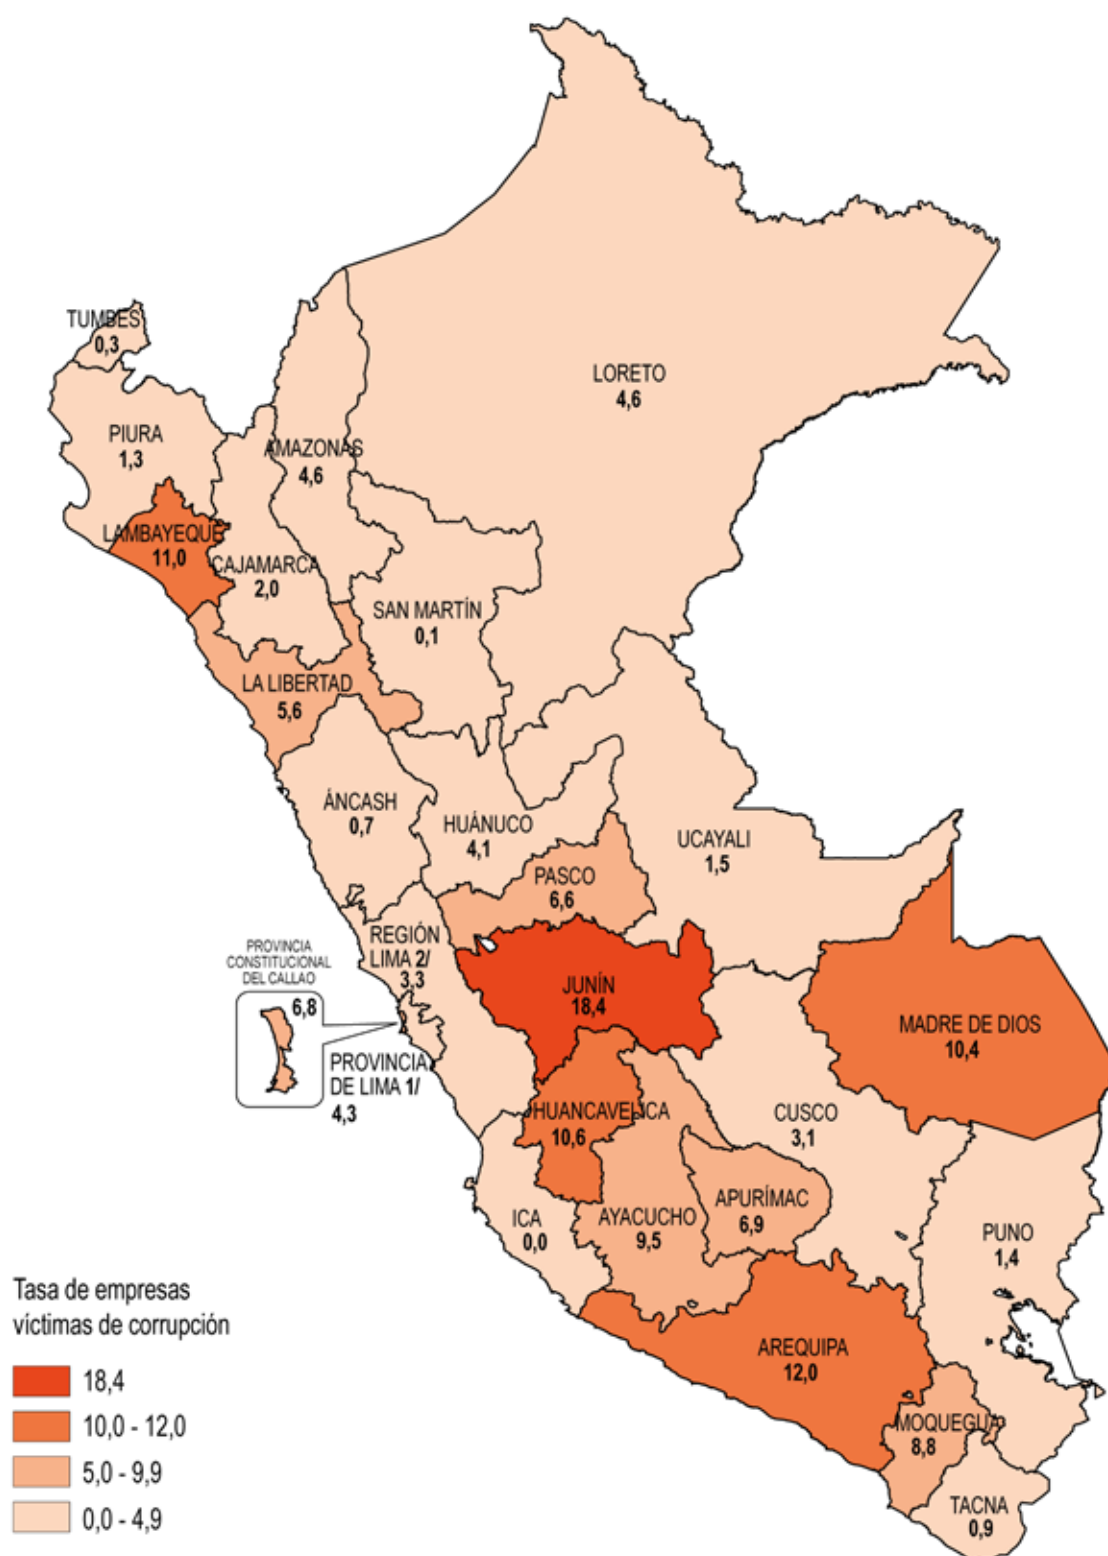 TUMBES
0,3
LORETO
4,6
PIURA
1,3
AMAZONAS
4,6
LAMBAYEQUE
11,0
CAJAMARCA
2,0
SAN MARTÍN
0,1
LA LIBERTAD
5,6
ÁNCASH
0,7
HUÁNUCO
4,1
UCAYALI
1,5
PASCO
6,6
REGIÓN
LIMA 2/
3,3
PROVINCIA
CONSTITUCIONAL
DEL CALLAO
6,8
JUNÍN
18,4
MADRE DE DIOS
10,4
PROVINCIA
DE LIMA 1/
4,3
HUANCAVELICA
10,6
CUSCO
3,1
ICA
0,0
AYACUCHO
9,5
APURÍMAC
6,9
PUNO
1,4
AREQUIPA
12,0
MOQUEGUA
8,8
TACNA
0,9
Tasa de empresas
víctimas de corrupción
18,4
10,0 - 12,0
5,0 - 9,9
0,0 - 4,9